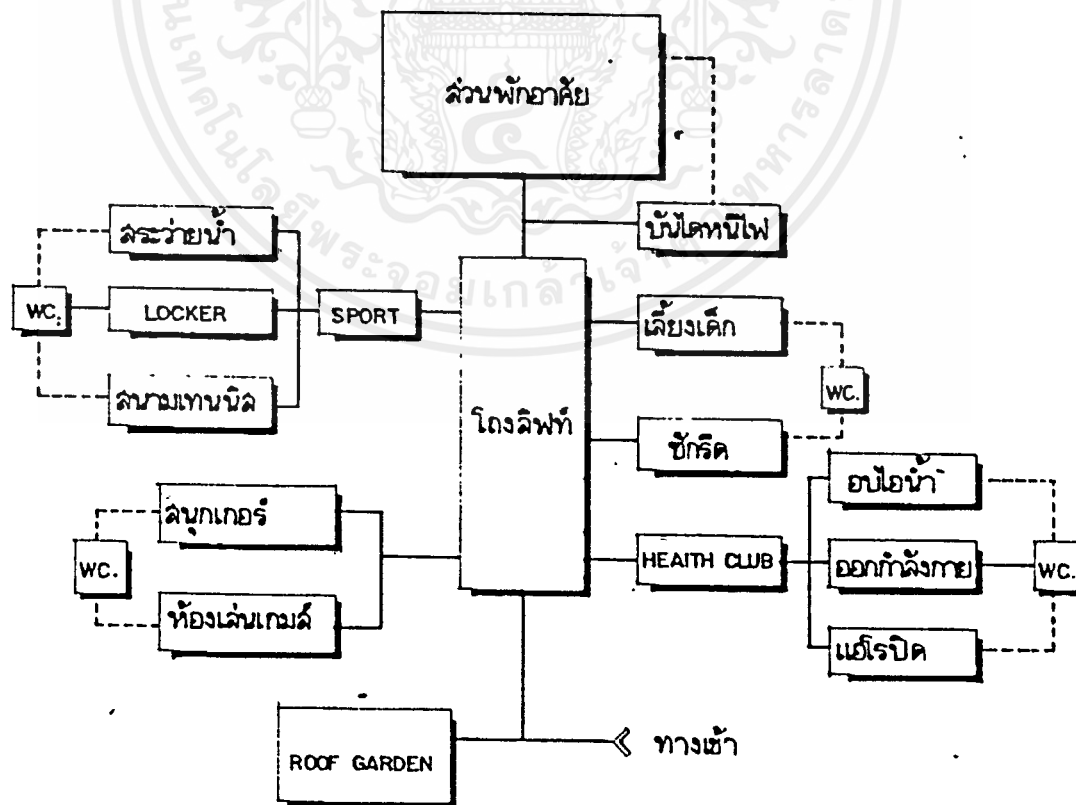 ส่วนพักอาศัย
บันไดหนีไฟ
สระว่ายน้ำ
WC.
LOCKER
SPORT
สนามเทนนิส
โถงลิฟท์
เลี้ยงเด็ก
WC.
ซักรีด
สนุกเกอร์
WC.
ห้องเล่นเกมส์
HEAITH CLUB
อบไอน้ำ
ออกกำลังกาย
WC.
แอโรปิค
ROOF GARDEN
ทางเข้า